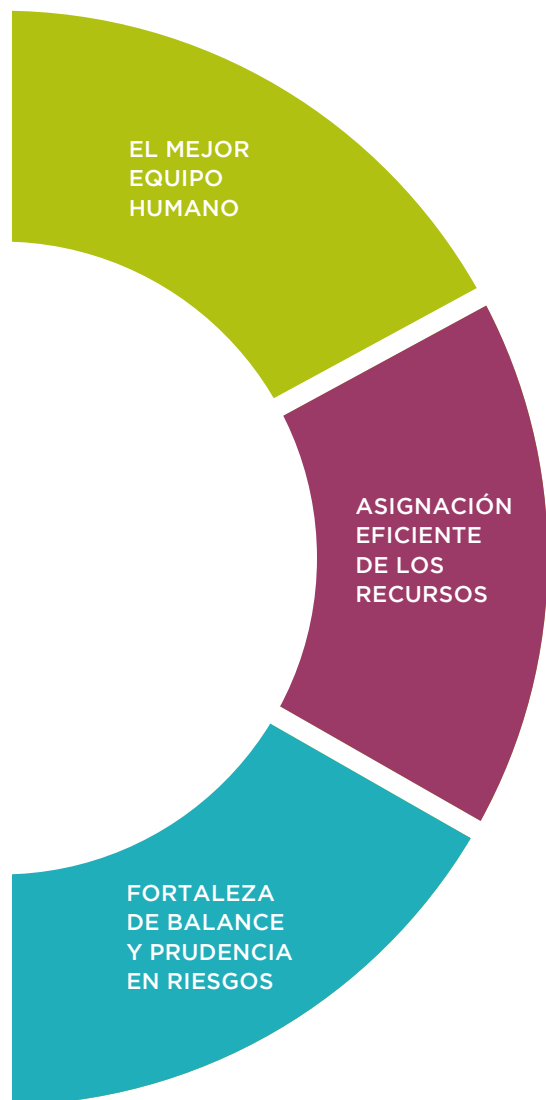 EL MEJOR
EQUIPO
HUMANO
ASIGNACIÓN
EFICIENTE
DE LOS
RECURSOS
FORTALEZA
DE BALANCE
Y PRUDENCIA
EN RIESGOS